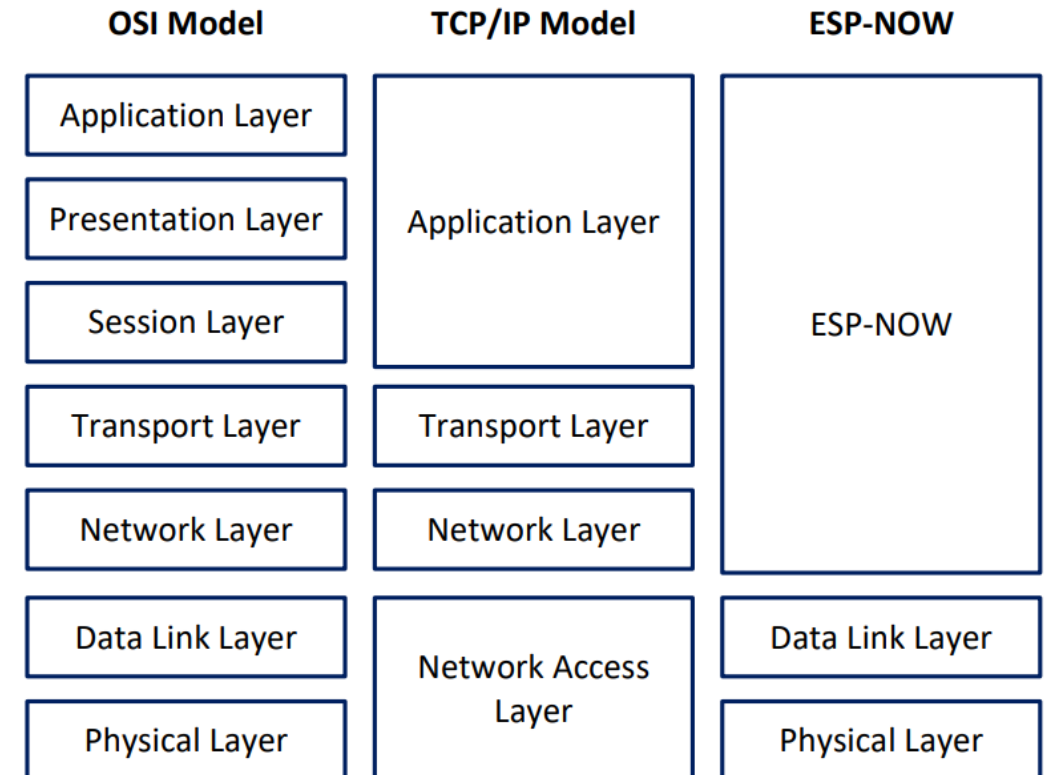 OSI Model
TCP/IP Model
ESP-NOW
Application Layer
Presentation Layer
Session Layer
Transport Layer
Network Layer
Data Link Layer
Physical Layer
Application Layer
Transport Layer
Network Layer
Network Access
Layer
ESP-NOW
Data Link Layer
Physical Layer